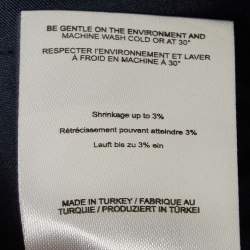 BE GENTLE ON THE ENVIRONMENT AND
MACHINE WASH COLD OR AT 30°
RESPECTER l'ENVIRONNEMENT ET LAVER
À FROID EN MACHINE À 30°
Shrinkage up to 3%
Rétrécissement pouvant atteindre 3%
Lauft bis zu 3% ein
MADE IN TURKEY / FABRIQUE AU
TURQUIE / PRODUZIERT IN TÜRKEI